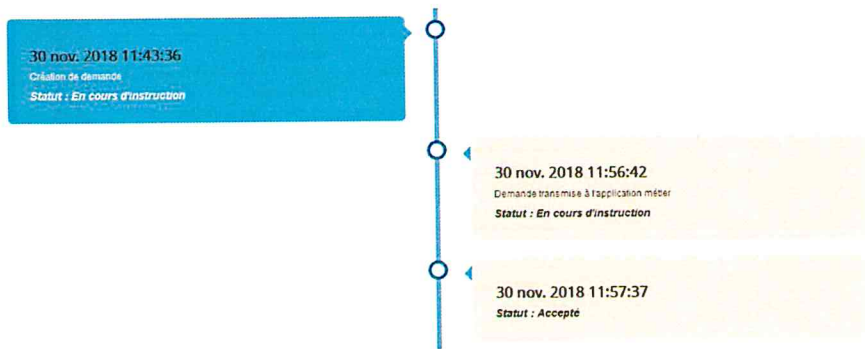 30 nov. 2018 11:43:36
Création de demande
Statut : En cours d'instruction
30 nov. 2018 11:56:42
Demande transmise à l'application métier
Statut : En cours d'instruction
30 nov. 2018 11:57:37
Statut : Accepté